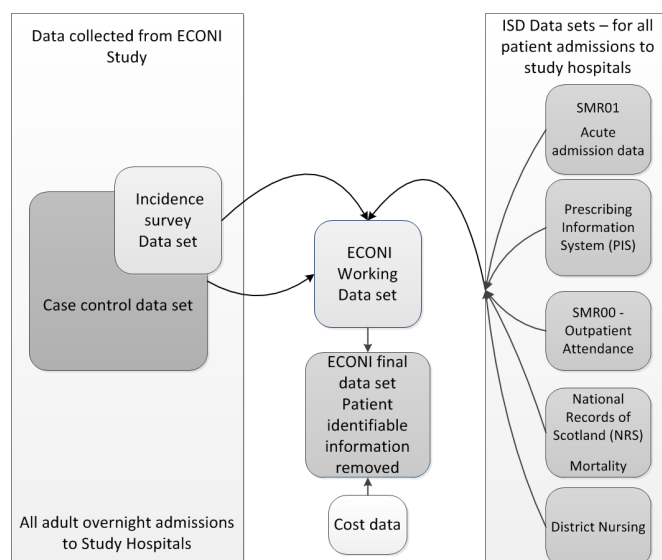 Data collected from ECONI
Study
Incidence
survey
Data set
Case control data set
All adult overnight admissions
to Study Hospitals
ECONI
Working
Data set
ECONI final
data set
Patient
identifiable
information
removed
Cost data
ISD Data sets – for all
patient admissions to
study hospitals
SMR01
Acute
admission data
Prescribing
Information
System (PIS)
SMR00 -
Outpatient
Attendance
National
Records of
Scotland (NRS)
Mortality
District Nursing